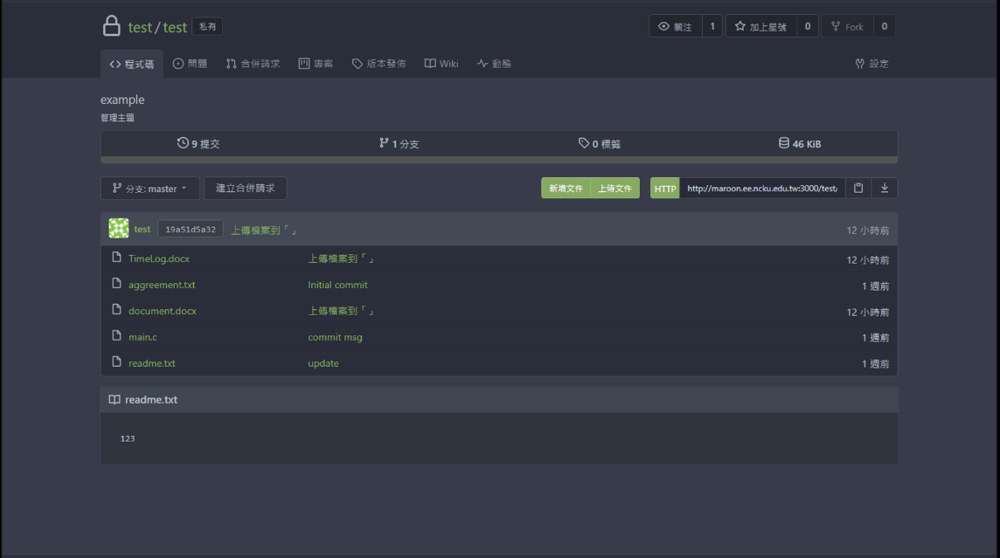 test / test 私有 關注 1 加上星號 0 Fork 0
程式碼 問題 合併請求 專案 版本發佈 Wiki 動態 設定
example
管理主題
9 提交 1 分支 0 標籤 46 KiB
分支: master 建立合併請求 新增文件 上傳文件 HTTP http://maroon.ee.ncku.edu.tw:3000/test/
test 19a51d5a32 上傳檔案到「 」 12 小時前
TimeLog.docx 上傳檔案到「 」 12 小時前
aggreement.txt Initial commit 1 週前
document.docx 上傳檔案到「 」 12 小時前
main.c commit msg 1 週前
readme.txt update 1 週前
readme.txt
123